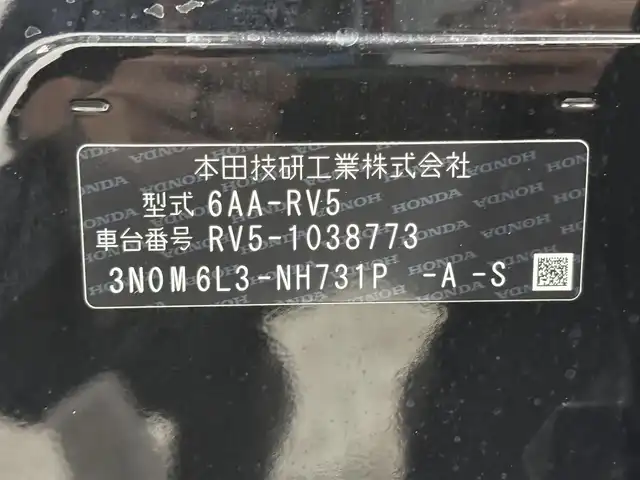 本田技研工業株式会社
型式 6AA-RV5
車台番号 RV5-1038773
3N0M6L3-NH731P -A -S